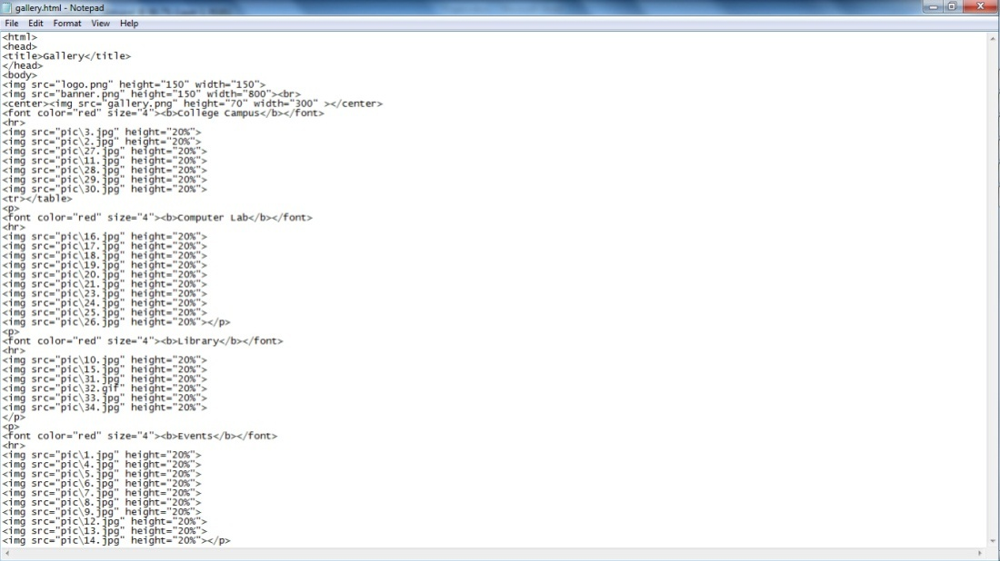 gallery.html - Notepad
File Edit Format View Help
<html>
<head>
<title>Gallery</title>
</head>
<body>
<img src="logo.png" height="150" width="150">
<img src="banner.png" height="150" width="800"><br>
<center><img src="gallery.png" height="70" width="300" ></center>
<font color="red" size="4"><b>College Campus</b></font>
<hr>
<img src="pic\3.jpg" height="20%">
<img src="pic\2.jpg" height="20%">
<img src="pic\27.jpg" height="20%">
<img src="pic\11.jpg" height="20%">
<img src="pic\28.jpg" height="20%">
<img src="pic\29.jpg" height="20%">
<img src="pic\30.jpg" height="20%">
<tr></table>
<p>
<font color="red" size="4"><b>Computer Lab</b></font>
<hr>
<img src="pic\16.jpg" height="20%">
<img src="pic\17.jpg" height="20%">
<img src="pic\18.jpg" height="20%">
<img src="pic\19.jpg" height="20%">
<img src="pic\20.jpg" height="20%">
<img src="pic\21.jpg" height="20%">
<img src="pic\23.jpg" height="20%">
<img src="pic\24.jpg" height="20%">
<img src="pic\25.jpg" height="20%">
<img src="pic\26.jpg" height="20%"></p>
<p>
<font color="red" size="4"><b>Library</b></font>
<hr>
<img src="pic\10.jpg" height="20%">
<img src="pic\15.jpg" height="20%">
<img src="pic\31.jpg" height="20%">
<img src="pic\32.gif" height="20%">
<img src="pic\33.jpg" height="20%">
<img src="pic\34.jpg" height="20%">
</p>
<p>
<font color="red" size="4"><b>Events</b></font>
<hr>
<img src="pic\1.jpg" height="20%">
<img src="pic\4.jpg" height="20%">
<img src="pic\5.jpg" height="20%">
<img src="pic\6.jpg" height="20%">
<img src="pic\7.jpg" height="20%">
<img src="pic\8.jpg" height="20%">
<img src="pic\9.jpg" height="20%">
<img src="pic\12.jpg" height="20%">
<img src="pic\13.jpg" height="20%">
<img src="pic\14.jpg" height="20%"></p>